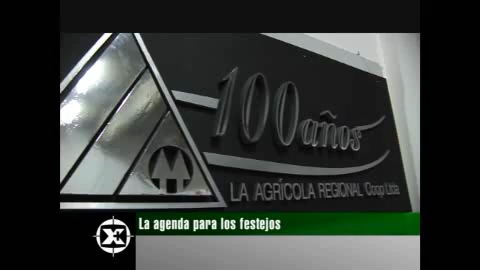 100años
LA AGRÍCOLA REGIONAL Coop Ltda
La agenda para los festejos